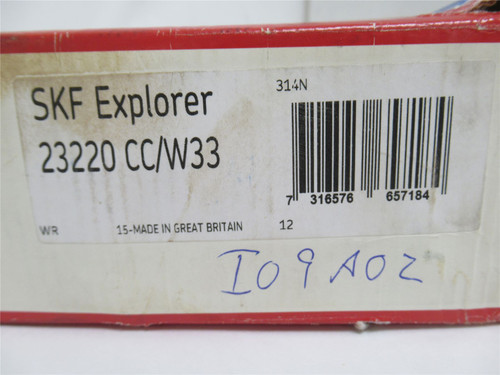 SKF Explorer
23220 CC/W33
WR 15-MADE IN GREAT BRITAIN
314N
7 316576 657184
12
I09A02